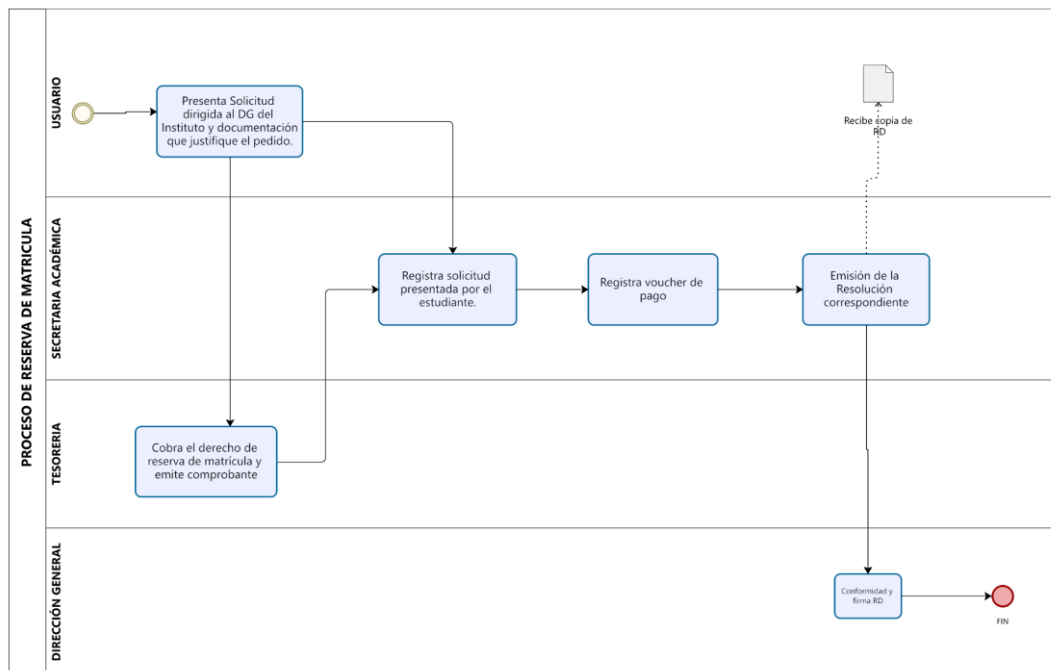 PROCESO DE RESERVA DE MATRICULA
USUARIO
Presenta Solicitud
dirigida al DG del
Instituto y documentación
que justifique el pedido.
Recibe copia de
RD
SECRETARIA ACADÉMICA
Registra solicitud
presentada por el
estudiante.
Registra voucher de
pago
Emisión de la
Resolución
correspondiente
TESORERIA
Cobra el derecho de
reserva de matrícula y
emite comprobante
DIRECCIÓN GENERAL
Conformidad y
firma RD
FIN